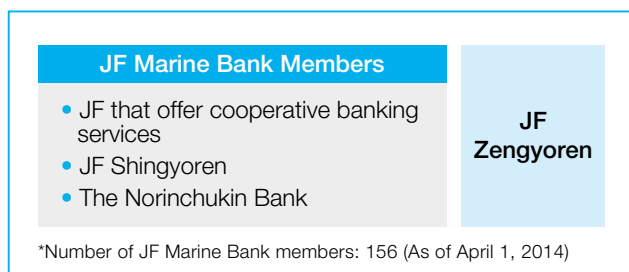 JF Marine Bank Members
• JF that offer cooperative banking
services
• JF Shingyoren
• The Norinchukin Bank
JF
Zengyoren
*Number of JF Marine Bank members: 156 (As of April 1, 2014)